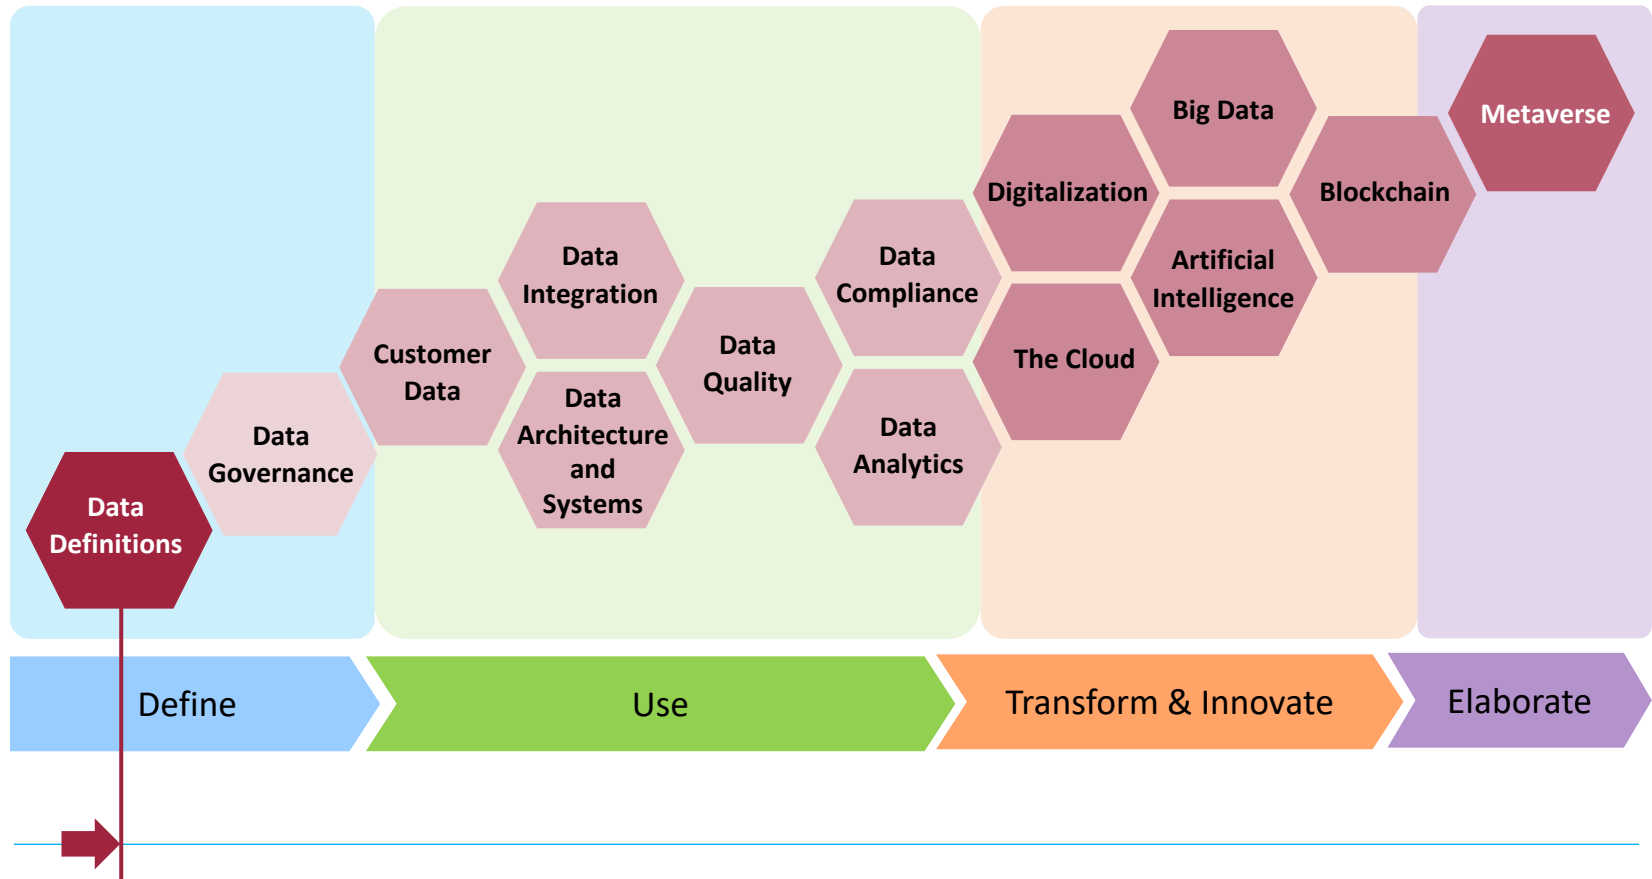 Data
Definitions
Data
Governance
Customer
Data
Data
Integration
Data
Architecture
and
Systems
Data
Quality
Data
Compliance
Data
Analytics
Digitalization
The Cloud
Big Data
Artificial
Intelligence
Blockchain
Metaverse
Define
Use
Transform & Innovate
Elaborate